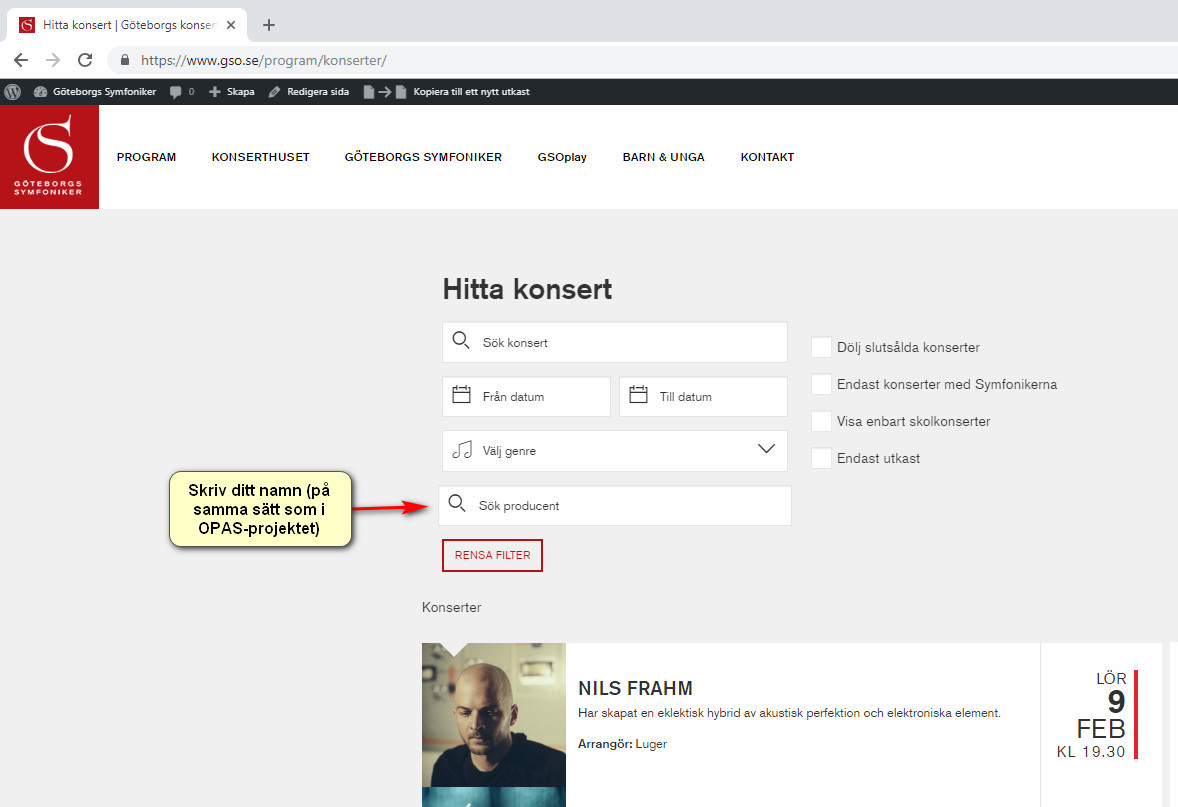 Hitta konsert | Göteborgs konser
https://www.gso.se/program/konserter/
Göteborgs Symfoniker 0 Skapa Redigera sida Kopiera till ett nytt utkast
GÖTEBORGS
SYMFONIKER
PROGRAM KONSERTHUSET GÖTEBORGS SYMFONIKER GSOplay BARN & UNGA KONTAKT
Hitta konsert
Sök konsert
Dölj slutsålda konserter
Från datum Till datum
Endast konserter med Symfonikerna
Välj genre
Visa enbart skolkonserter
Endast utkast
Skriv ditt namn (på
samma sätt som i
OPAS-projektet)
Sök producent
RENSA FILTER
Konserter
NILS FRAHM
Har skapat en eklektisk hybrid av akustisk perfektion och elektroniska element.
Arrangör: Luger
LÖR
9
FEB
KL 19.30